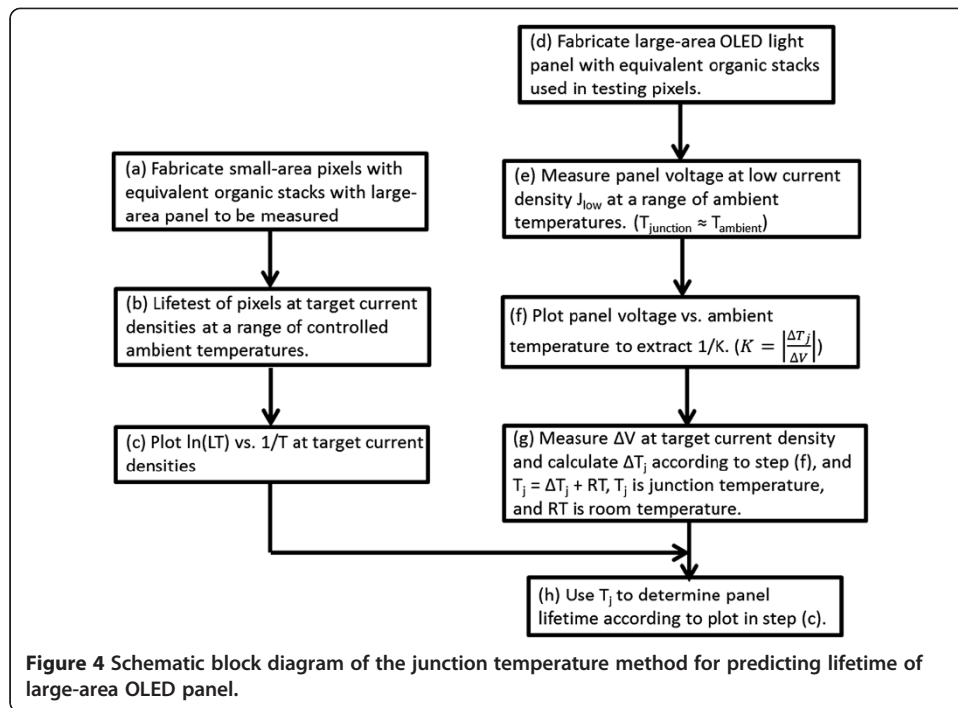 (d) Fabricate large-area OLED light
panel with equivalent organic stacks
used in testing pixels.
(a) Fabricate small-area pixels with
equivalent organic stacks with large-
area panel to be measured
(e) Measure panel voltage at low current
density J_low at a range of ambient
temperatures. (T_junction ≈ T_ambient)
(b) Lifetest of pixels at target current
densities at a range of controlled
ambient temperatures.
(f) Plot panel voltage vs. ambient
temperature to extract 1/K. (K = |ΔT_j/ΔV|)
(c) Plot ln(LT) vs. 1/T at target current
densities
(g) Measure ΔV at target current density
and calculate ΔT_j according to step (f), and
T_j = ΔT_j + RT, T_j is junction temperature,
and RT is room temperature.
(h) Use T_j to determine panel
lifetime according to plot in step (c).
Figure 4 Schematic block diagram of the junction temperature method for predicting lifetime of
large-area OLED panel.